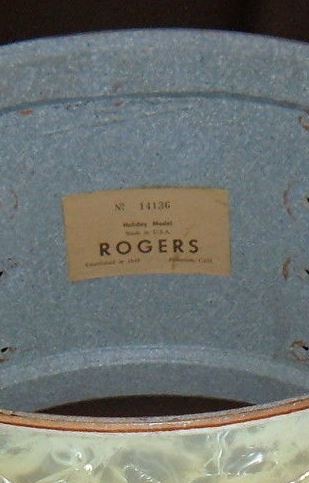 Nº 14136
Holiday Model
Made in U.S.A.
ROGERS
Established in 1849 Fullerton, Calif.